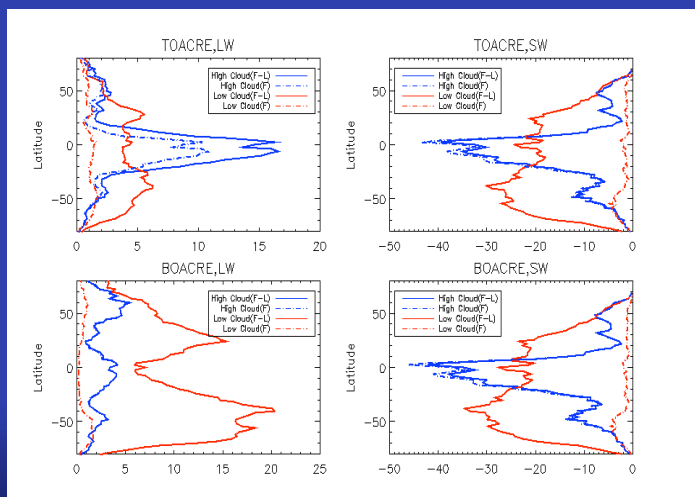 TOACRE,LW
High Cloud(F-L)
High Cloud(F)
Low Cloud(F-L)
Low Cloud(F)
Latitude
50
0
-50
0
5
10
15
20
TOACRE,SW
High Cloud(F-L)
High Cloud(F)
Low Cloud(F-L)
Low Cloud(F)
Latitude
50
0
-50
-50
-40
-30
-20
-10
0
BOACRE,LW
High Cloud(F-L)
High Cloud(F)
Low Cloud(F-L)
Low Cloud(F)
Latitude
50
0
-50
0
5
10
15
20
25
BOACRE,SW
High Cloud(F-L)
High Cloud(F)
Low Cloud(F-L)
Low Cloud(F)
Latitude
50
0
-50
-50
-40
-30
-20
-10
0